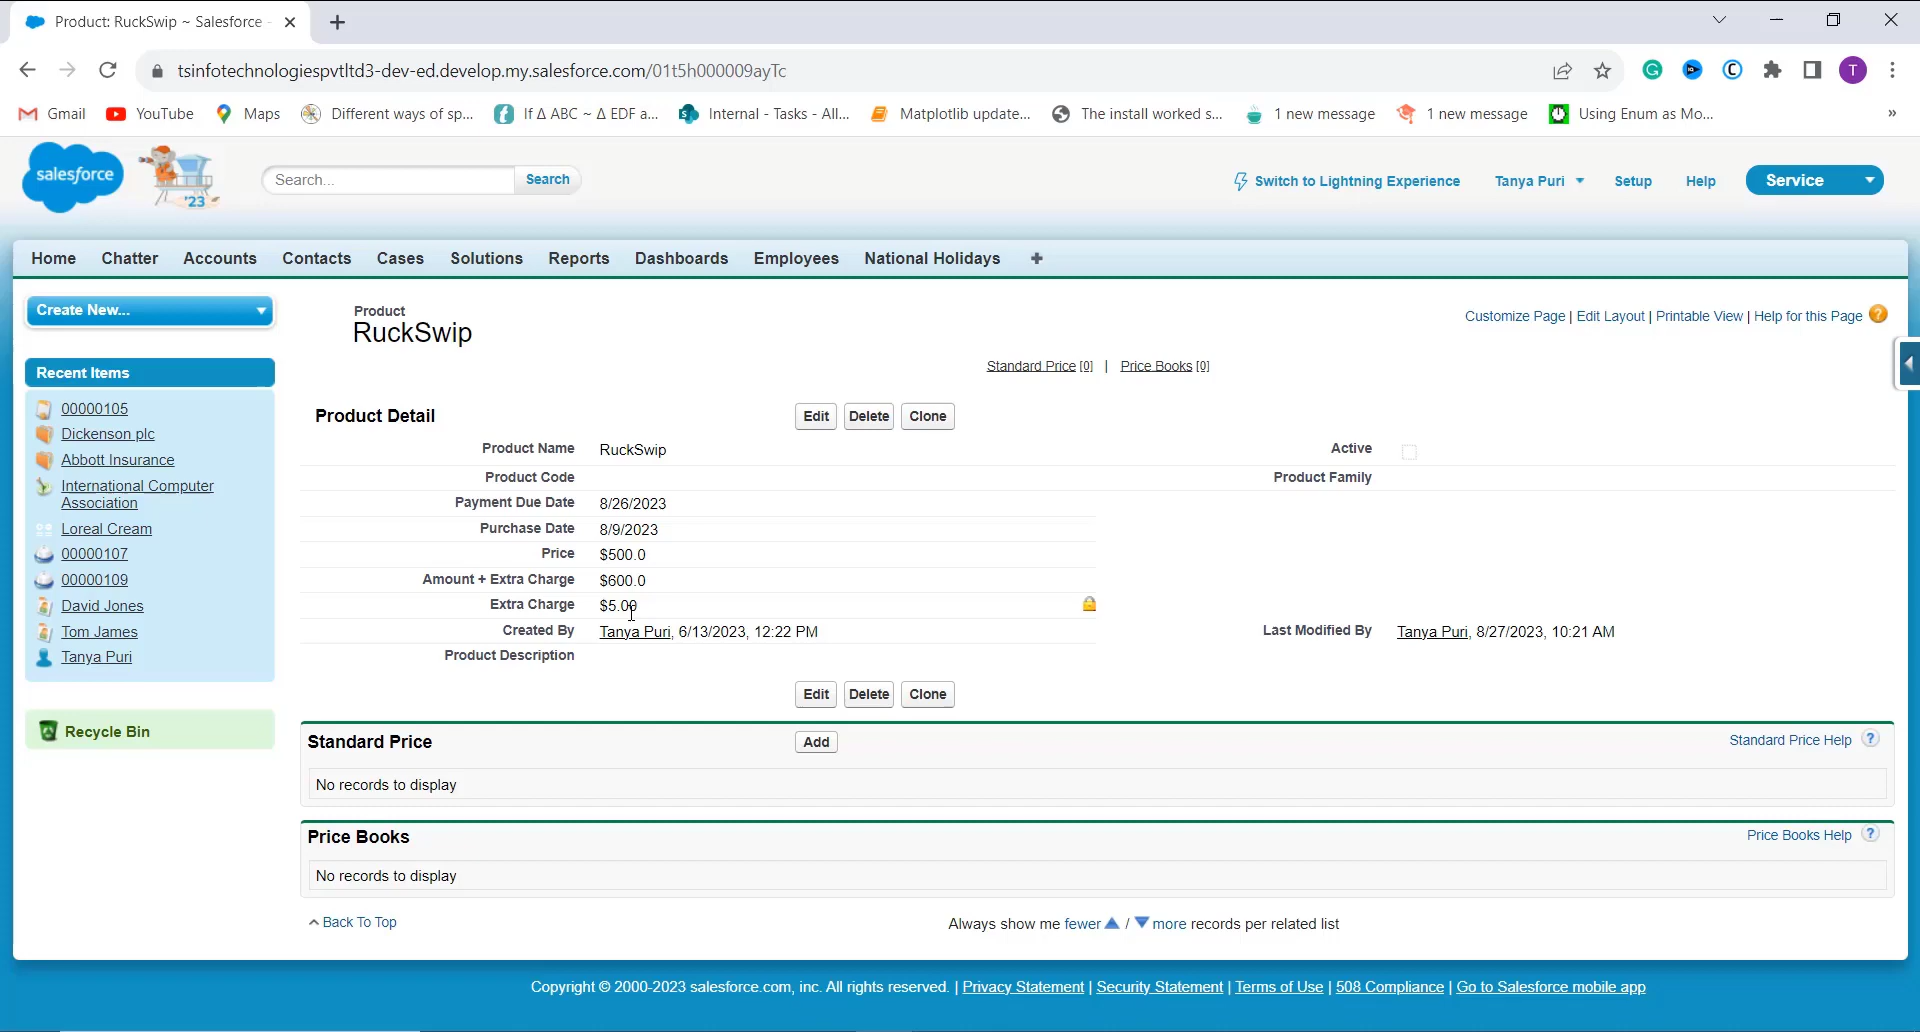 Product: RuckSwip ~ Salesforce -
tsinfotechnologiespvtltd3-dev-ed.develop.my.salesforce.com/01t5h000009ayTc
T
Gmail YouTube Maps Different ways of sp... If Δ ABC ~ Δ EDF a... Internal - Tasks - All... Matplotlib update... The install worked s... 1 new message 1 new message Using Enum as Mo... »
salesforce
'23
Search... Search
Switch to Lightning Experience Tanya Puri Setup Help Service
Home Chatter Accounts Contacts Cases Solutions Reports Dashboards Employees National Holidays +
Create New...
Recent Items
00000105
Dickenson plc
Abbott Insurance
International Computer
Association
Loreal Cream
00000107
00000109
David Jones
Tom James
Tanya Puri
Recycle Bin
Product
RuckSwip
Customize Page | Edit Layout | Printable View | Help for this Page ?
Standard Price [0] | Price Books [0]
Product Detail Edit Delete Clone
Product Name RuckSwip Active
Product Code Product Family
Payment Due Date 8/26/2023
Purchase Date 8/9/2023
Price $500.0
Amount + Extra Charge $600.0
Extra Charge $5.00
Created By Tanya Puri, 6/13/2023, 12:22 PM Last Modified By Tanya Puri, 8/27/2023, 10:21 AM
Product Description
Edit Delete Clone
Standard Price Add Standard Price Help ?
No records to display
Price Books Price Books Help ?
No records to display
Back To Top Always show me fewer / more records per related list
Copyright © 2000-2023 salesforce.com, inc. All rights reserved. | Privacy Statement | Security Statement | Terms of Use | 508 Compliance | Go to Salesforce mobile app